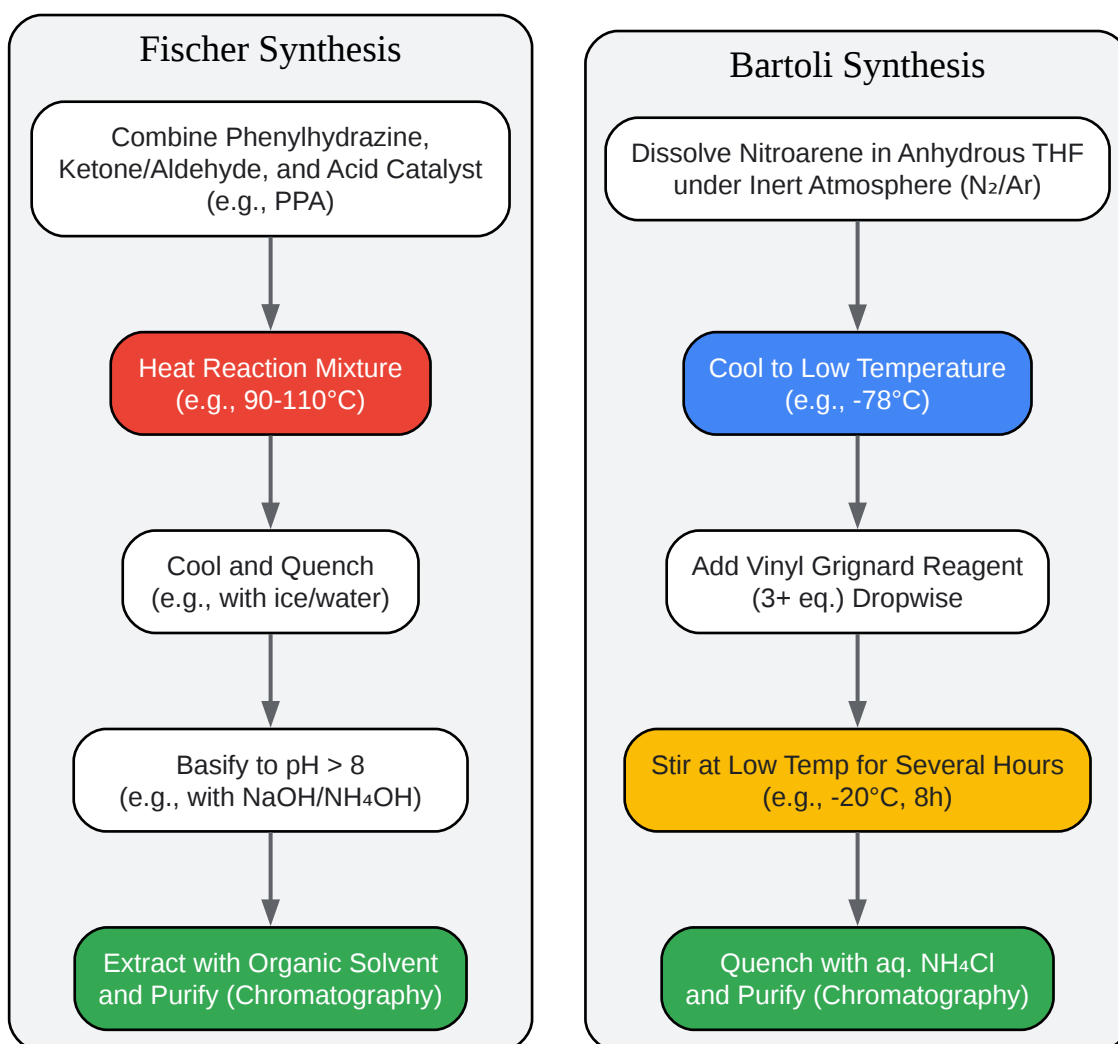 Fischer Synthesis
Combine Phenylhydrazine,
Ketone/Aldehyde, and Acid Catalyst
(e.g., PPA)
Heat Reaction Mixture
(e.g., 90-110°C)
Cool and Quench
(e.g., with ice/water)
Basify to pH > 8
(e.g., with NaOH/NH₄OH)
Extract with Organic Solvent
and Purify (Chromatography)
Bartoli Synthesis
Dissolve Nitroarene in Anhydrous THF
under Inert Atmosphere (N₂/Ar)
Cool to Low Temperature
(e.g., -78°C)
Add Vinyl Grignard Reagent
(3+ eq.) Dropwise
Stir at Low Temp for Several Hours
(e.g., -20°C, 8h)
Quench with aq. NH₄Cl
and Purify (Chromatography)